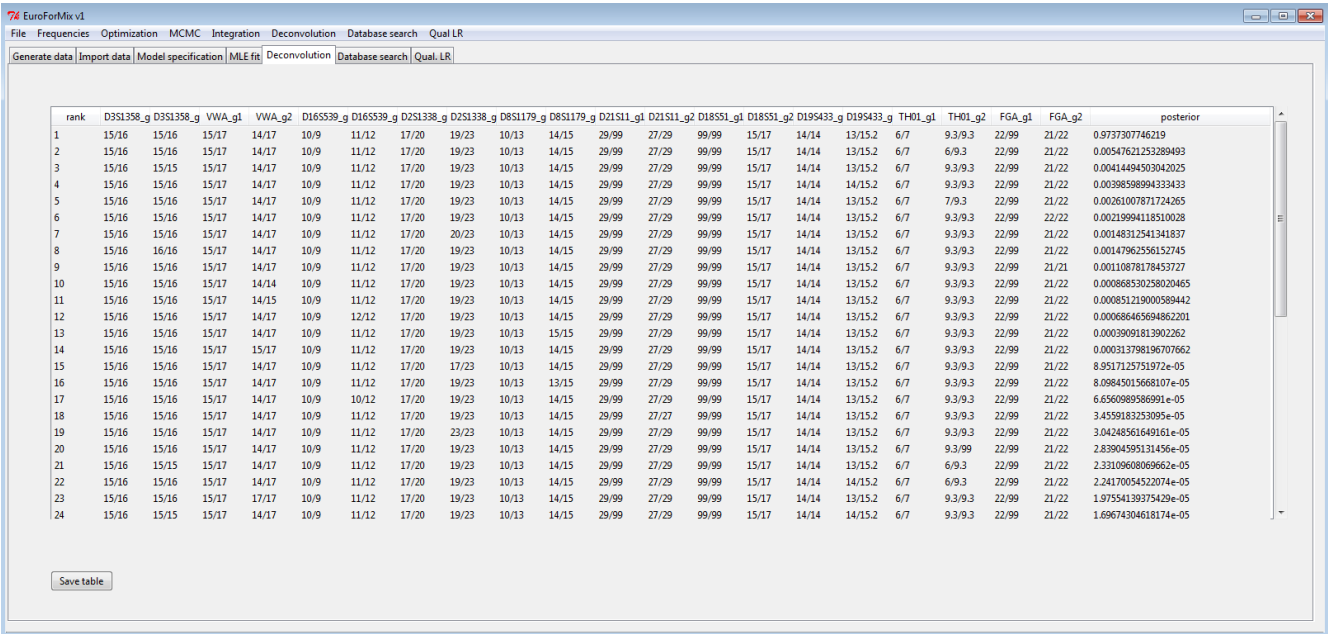 EuroForMix v1
File Frequencies Optimization MCMC Integration Deconvolution Database search Qual LR
Generate data Import data Model specification MLE fit Deconvolution Database search Qual. LR
rank D3S1358_g D3S1358_g VWA_g1 VWA_g2 D16S539_g D16S539_g D2S1338_g D2S1338_g D8S1179_g D8S1179_g D21S11_g1 D21S11_g2 D18S51_g1 D18S51_g2 D19S433_g D19S433_g TH01_g1 TH01_g2 FGA_g1 FGA_g2 posterior
1 15/16 15/16 15/17 14/17 10/9 11/12 17/20 19/23 10/13 14/15 29/99 27/29 99/99 15/17 14/14 13/15.2 6/7 9.3/9.3 22/99 21/22 0.9737307746219
2 15/16 15/16 15/17 14/17 10/9 11/12 17/20 19/23 10/13 14/15 29/99 27/29 99/99 15/17 14/14 13/15.2 6/7 6/9.3 22/99 21/22 0.00547621253289493
3 15/16 15/15 15/17 14/17 10/9 11/12 17/20 19/23 10/13 14/15 29/99 27/29 99/99 15/17 14/14 13/15.2 6/7 9.3/9.3 22/99 21/22 0.00414494503042025
4 15/16 15/16 15/17 14/17 10/9 11/12 17/20 19/23 10/13 14/15 29/99 27/29 99/99 15/17 14/14 14/15.2 6/7 9.3/9.3 22/99 21/22 0.00398598994333433
5 15/16 15/16 15/17 14/17 10/9 11/12 17/20 19/23 10/13 14/15 29/99 27/29 99/99 15/17 14/14 13/15.2 6/7 7/9.3 22/99 21/22 0.00261007871724265
6 15/16 15/16 15/17 14/17 10/9 11/12 17/20 19/23 10/13 14/15 29/99 27/29 99/99 15/17 14/14 13/15.2 6/7 9.3/9.3 22/99 22/22 0.00219994118510028
7 15/16 15/16 15/17 14/17 10/9 11/12 17/20 20/23 10/13 14/15 29/99 27/29 99/99 15/17 14/14 13/15.2 6/7 9.3/9.3 22/99 21/22 0.00148312541341837
8 15/16 16/16 15/17 14/17 10/9 11/12 17/20 19/23 10/13 14/15 29/99 27/29 99/99 15/17 14/14 13/15.2 6/7 9.3/9.3 22/99 21/22 0.00147962556152745
9 15/16 15/16 15/17 14/17 10/9 11/12 17/20 19/23 10/13 14/15 29/99 27/29 99/99 15/17 14/14 13/15.2 6/7 9.3/9.3 22/99 21/21 0.00110878178453727
10 15/16 15/16 15/17 14/14 10/9 11/12 17/20 19/23 10/13 14/15 29/99 27/29 99/99 15/17 14/14 13/15.2 6/7 9.3/9.3 22/99 21/22 0.000868530258020465
11 15/16 15/16 15/17 14/15 10/9 11/12 17/20 19/23 10/13 14/15 29/99 27/29 99/99 15/17 14/14 13/15.2 6/7 9.3/9.3 22/99 21/22 0.000851219000589442
12 15/16 15/16 15/17 14/17 10/9 12/12 17/20 19/23 10/13 14/15 29/99 27/29 99/99 15/17 14/14 13/15.2 6/7 9.3/9.3 22/99 21/22 0.000686465694862201
13 15/16 15/16 15/17 14/17 10/9 11/12 17/20 19/23 10/13 15/15 29/99 27/29 99/99 15/17 14/14 13/15.2 6/7 9.3/9.3 22/99 21/22 0.00039091813902262
14 15/16 15/16 15/17 15/17 10/9 11/12 17/20 19/23 10/13 14/15 29/99 27/29 99/99 15/17 14/14 13/15.2 6/7 9.3/9.3 22/99 21/22 0.000313798196707662
15 15/16 15/16 15/17 14/17 10/9 11/12 17/20 17/23 10/13 14/15 29/99 27/29 99/99 15/17 14/14 13/15.2 6/7 9.3/9.3 22/99 21/22 8.9517125751972e-05
16 15/16 15/16 15/17 14/17 10/9 11/12 17/20 19/23 10/13 13/15 29/99 27/29 99/99 15/17 14/14 13/15.2 6/7 9.3/9.3 22/99 21/22 8.09845015668107e-05
17 15/16 15/16 15/17 14/17 10/9 10/12 17/20 19/23 10/13 14/15 29/99 27/29 99/99 15/17 14/14 13/15.2 6/7 9.3/9.3 22/99 21/22 6.6560989586991e-05
18 15/16 15/16 15/17 14/17 10/9 11/12 17/20 19/23 10/13 14/15 29/99 27/27 99/99 15/17 14/14 13/15.2 6/7 9.3/9.3 22/99 21/22 3.4559183253095e-05
19 15/16 15/16 15/17 14/17 10/9 11/12 17/20 23/23 10/13 14/15 29/99 27/29 99/99 15/17 14/14 13/15.2 6/7 9.3/9.3 22/99 21/22 3.04248561649161e-05
20 15/16 15/16 15/17 14/17 10/9 11/12 17/20 19/23 10/13 14/15 29/99 27/29 99/99 15/17 14/14 13/15.2 6/7 9.3/99 22/99 21/22 2.83904595131456e-05
21 15/16 15/15 15/17 14/17 10/9 11/12 17/20 19/23 10/13 14/15 29/99 27/29 99/99 15/17 14/14 13/15.2 6/7 6/9.3 22/99 21/22 2.33109608069662e-05
22 15/16 15/16 15/17 14/17 10/9 11/12 17/20 19/23 10/13 14/15 29/99 27/29 99/99 15/17 14/14 14/15.2 6/7 6/9.3 22/99 21/22 2.24170054522074e-05
23 15/16 15/16 15/17 17/17 10/9 11/12 17/20 19/23 10/13 14/15 29/99 27/29 99/99 15/17 14/14 13/15.2 6/7 9.3/9.3 22/99 21/22 1.97554139375429e-05
24 15/16 15/15 15/17 14/17 10/9 11/12 17/20 19/23 10/13 14/15 29/99 27/29 99/99 15/17 14/14 14/15.2 6/7 9.3/9.3 22/99 21/22 1.69674304618174e-05
Save table